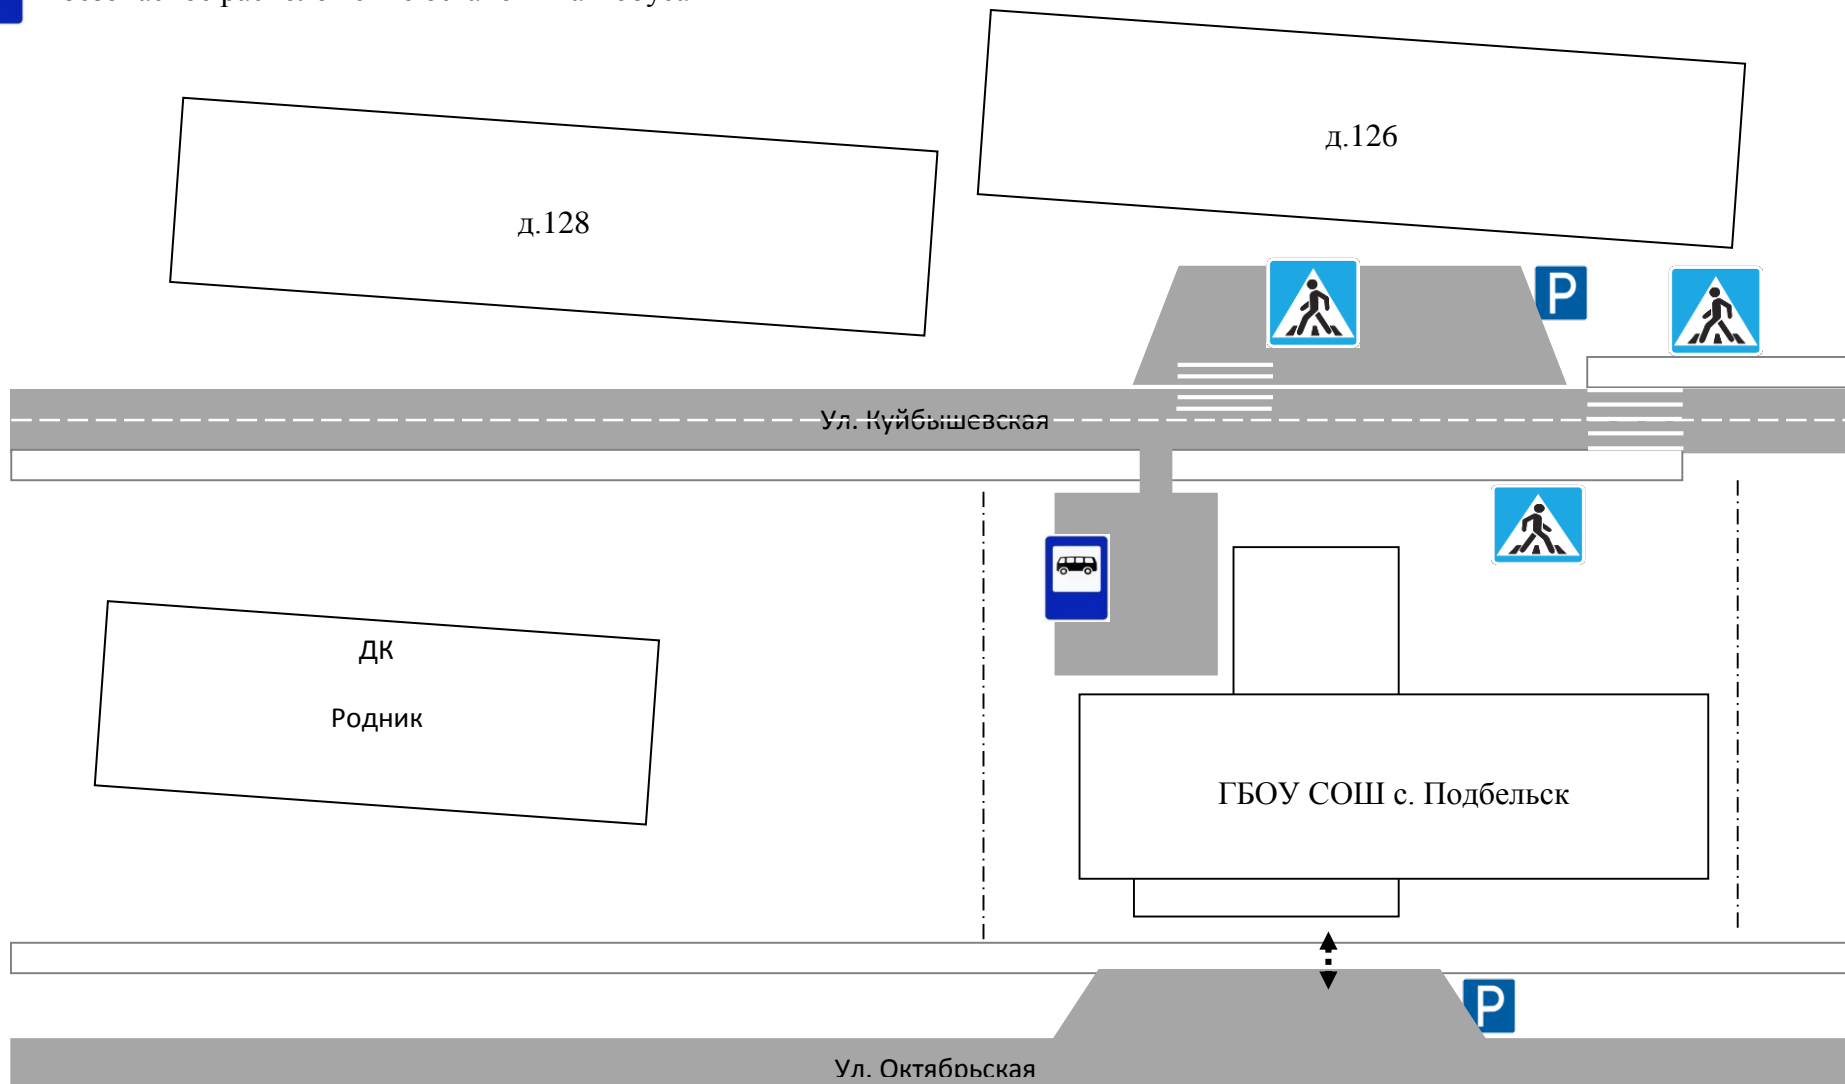 д.126
д.128
P
Ул. Куйбышевская
ДК
Родник
ГБОУ СОШ с. Подбельск
P
Ул. Октябрьская